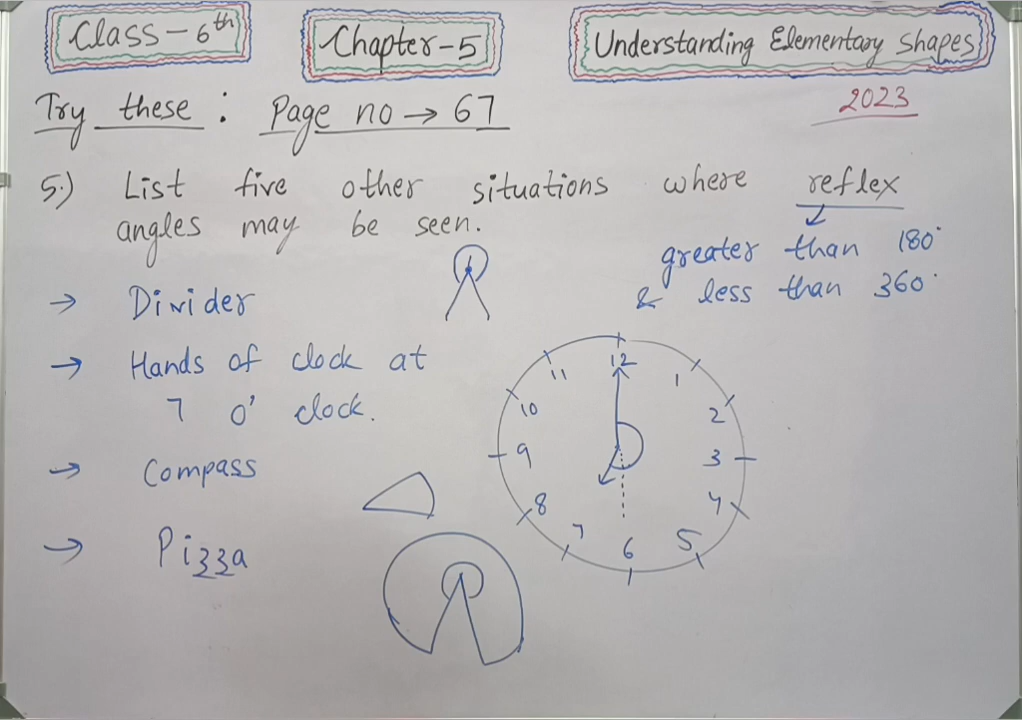 Class - 6th
Chapter-5
Understanding Elementary Shapes
Try these : Page no → 67
2023
5.) List five other situations where reflex
angles may be seen.
greater than 180°
& less than 360°
→ Divider
→ Hands of clock at
7 O' clock.
→ Compass
→ Pizza
12
1
2
3
4
5
6
7
8
9
10
11